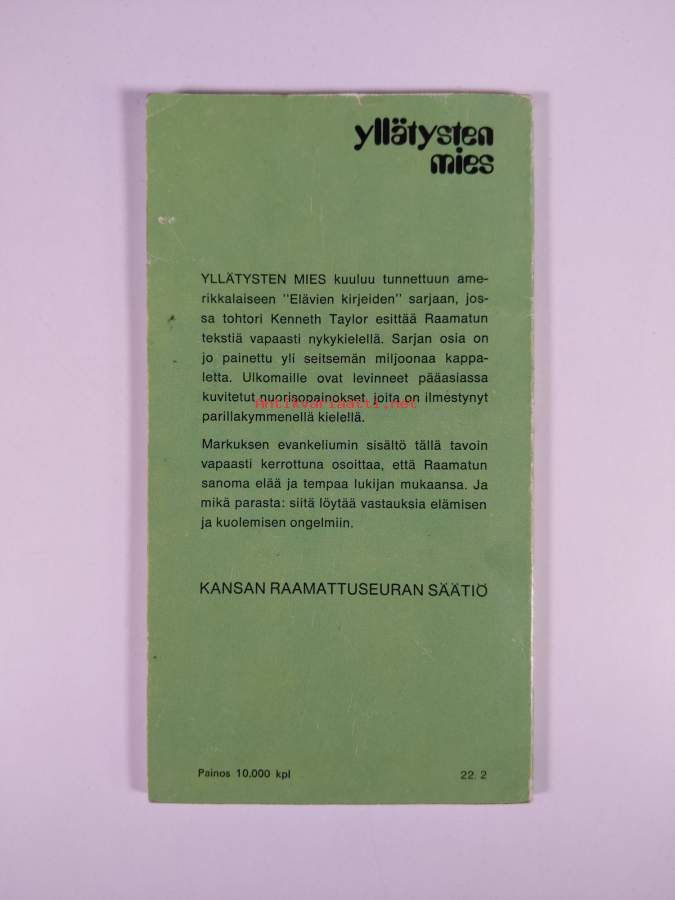 yllätysten
mies
YLLÄTYSTEN MIES kuuluu tunnettuun ame-
rikkalaiseen "Elävien kirjeiden" sarjaan, jos-
sa tohtori Kenneth Taylor esittää Raamatun
tekstiä vapaasti nykykielellä. Sarjan osia on
jo painettu yli seitsemän miljoonaa kappa-
letta. Ulkomaille ovat levinneet pääasiassa
kuvitetut nuorisopainokset, joita on ilmestynyt
Antikvariaatti.net
parillakymmenellä kielellä.
Markuksen evankeliumin sisältö tällä tavoin
vapaasti kerrottuna osoittaa, että Raamatun
sanoma elää ja tempaa lukijan mukaansa. Ja
mikä parasta: siitä löytää vastauksia elämisen
ja kuolemisen ongelmiin.
KANSAN RAAMATTUSEURAN SÄÄTIÖ
Painos 10.000 kpl
22. 2